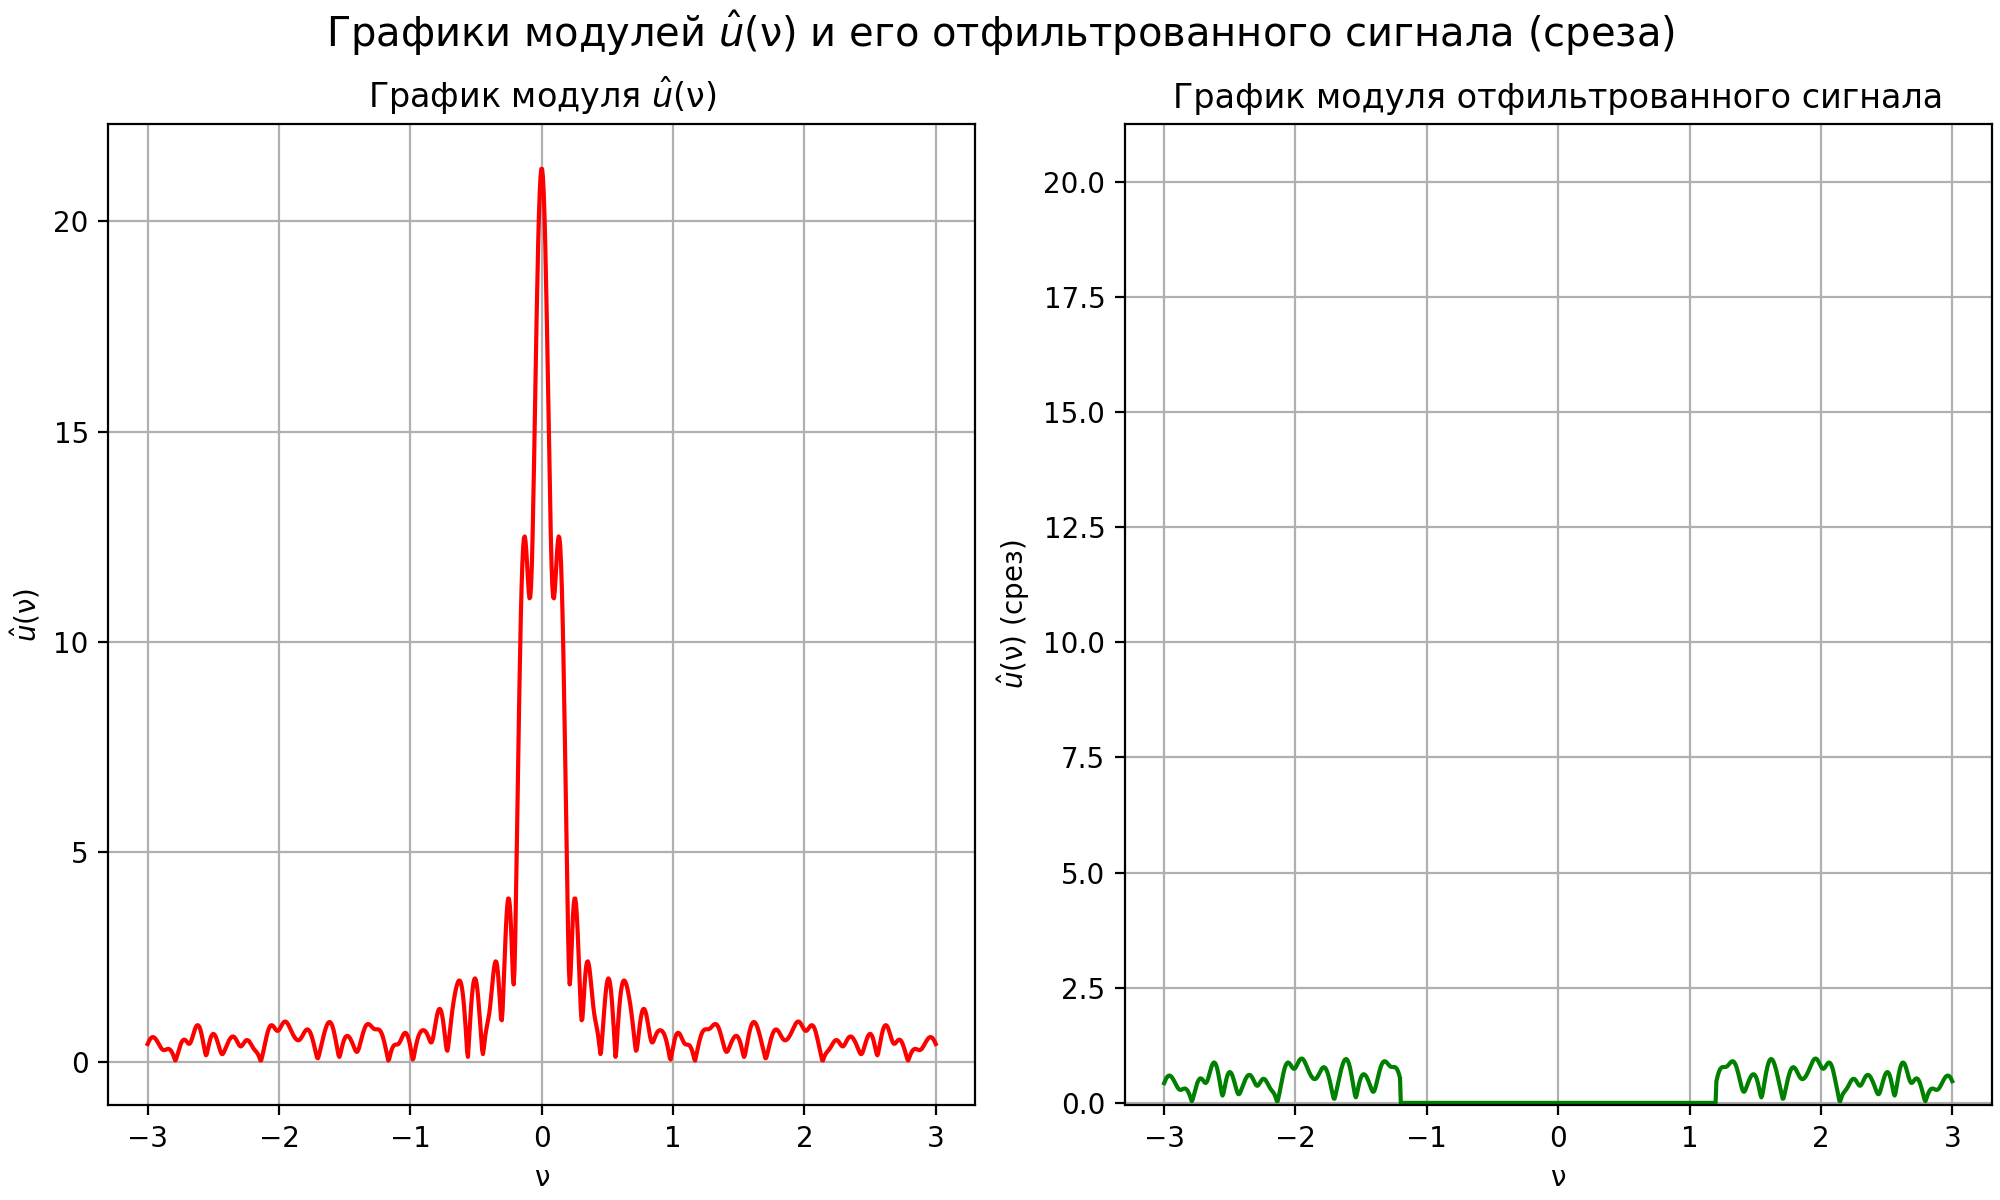 Графики модулей û(ν) и его отфильтрованного сигнала (среза)
График модуля û(ν)
û(ν)
20
15
10
5
0
−3 −2 −1 0 1 2 3
ν
График модуля отфильтрованного сигнала
û(ν) (срез)
20.0
17.5
15.0
12.5
10.0
7.5
5.0
2.5
0.0
−3 −2 −1 0 1 2 3
ν